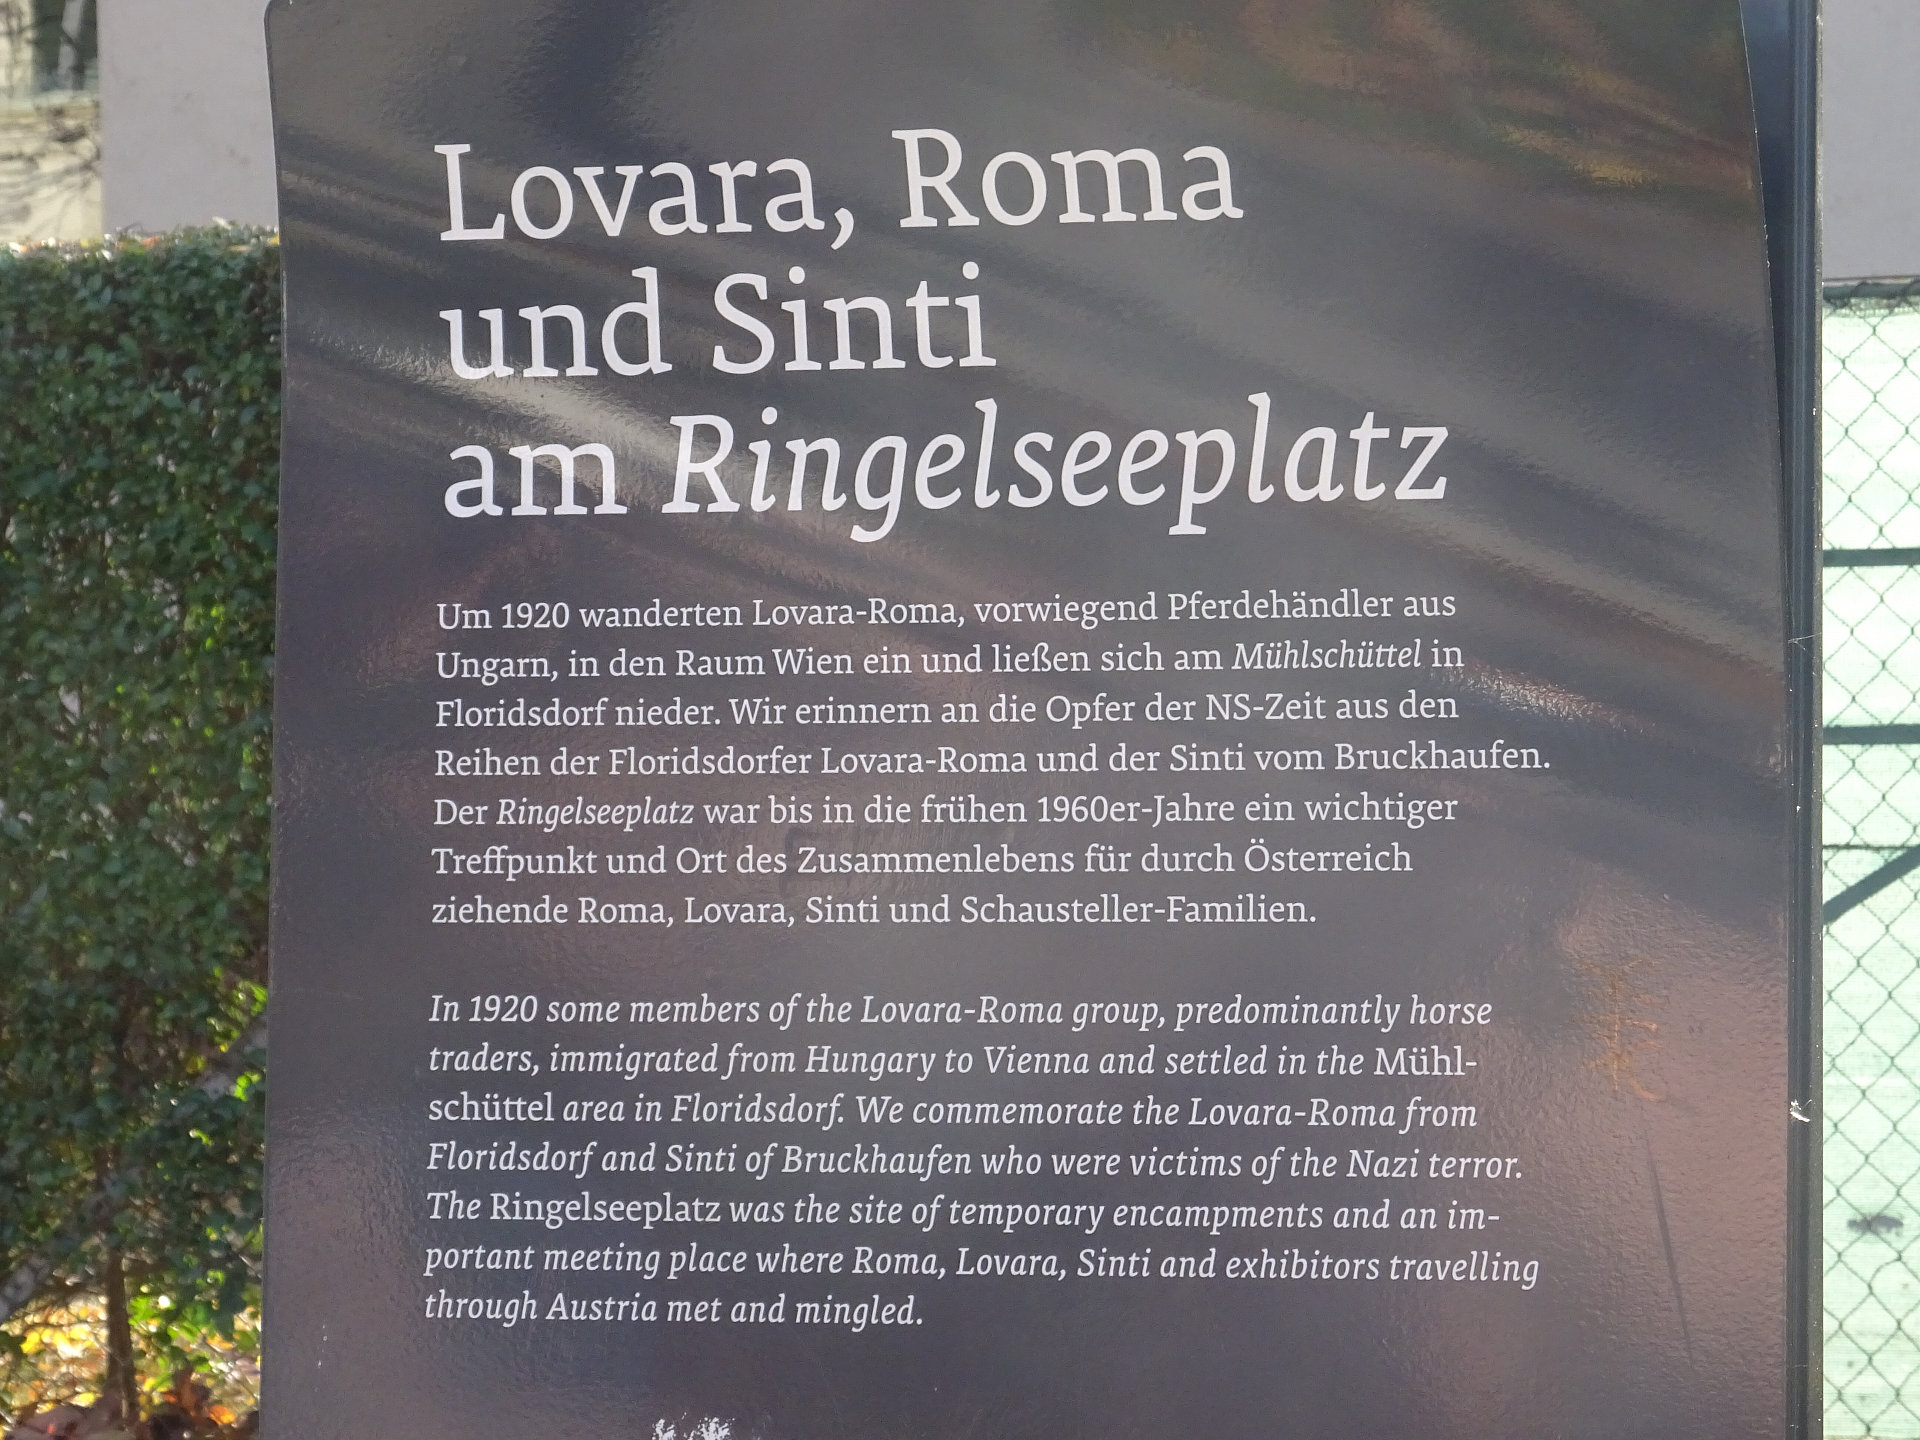 Lovara, Roma
und Sinti
am Ringelseeplatz
Um 1920 wanderten Lovara-Roma, vorwiegend Pferdehändler aus
Ungarn, in den Raum Wien ein und ließen sich am Mühlschüttel in
Floridsdorf nieder. Wir erinnern an die Opfer der NS-Zeit aus den
Reihen der Floridsdorfer Lovara-Roma und der Sinti vom Bruckhaufen.
Der Ringelseeplatz war bis in die frühen 1960er-Jahre ein wichtiger
Treffpunkt und Ort des Zusammenlebens für durch Österreich
ziehende Roma, Lovara, Sinti und Schausteller-Familien.
In 1920 some members of the Lovara-Roma group, predominantly horse
traders, immigrated from Hungary to Vienna and settled in the Mühl-
schüttel area in Floridsdorf. We commemorate the Lovara-Roma from
Floridsdorf and Sinti of Bruckhaufen who were victims of the Nazi terror.
The Ringelseeplatz was the site of temporary encampments and an im-
portant meeting place where Roma, Lovara, Sinti and exhibitors travelling
through Austria met and mingled.